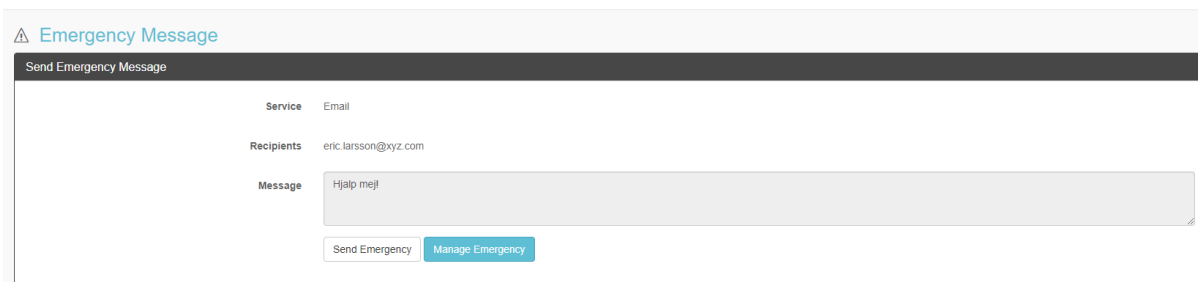 Emergency Message
Send Emergency Message
Service Email
Recipients eric.larsson@xyz.com
Message Hjalp mej!
Send Emergency Manage Emergency